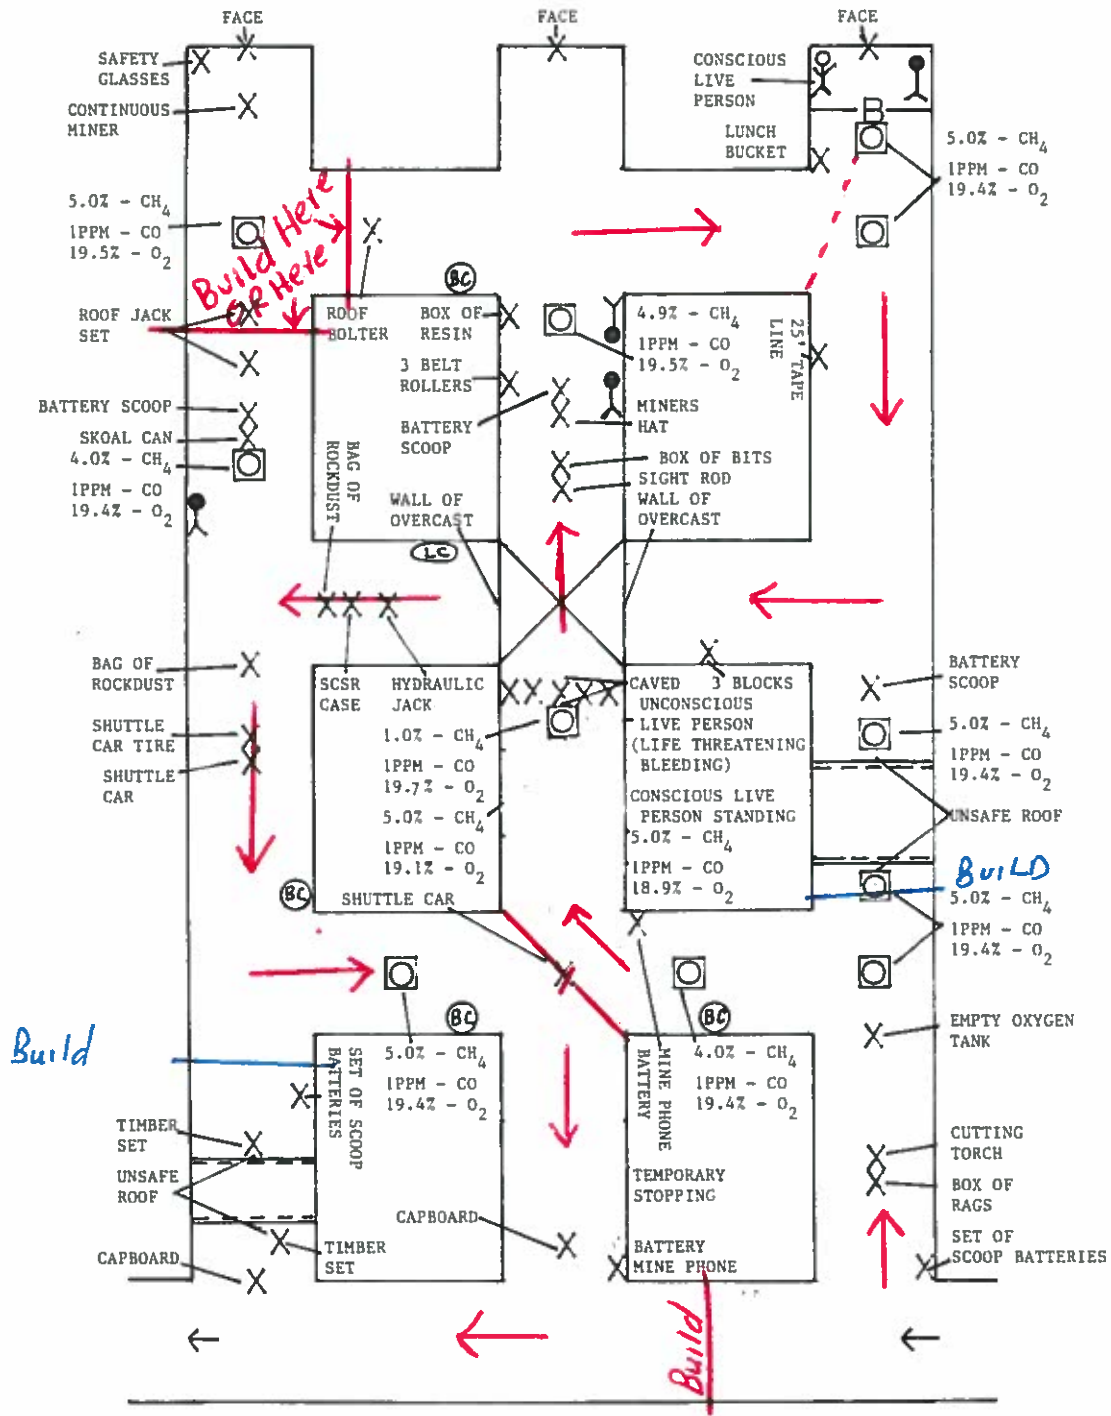 FACE
FACE
FACE
SAFETY
GLASSES
CONTINUOUS
MINER
CONSCIOUS
LIVE
PERSON
B
LUNCH
BUCKET
5.0% - CH4
1PPM - CO
19.4% - O2
5.0% - CH4
1PPM - CO
19.5% - O2
Build Here
OR Here
BC
ROOF JACK
SET
ROOF
BOLTER
BOX OF
RESIN
3 BELT
ROLLERS
BATTERY
SCOOP
BAG OF
ROCKDUST
WALL OF
OVERCAST
LC
4.9% - CH4
1PPM - CO
19.5% - O2
25' TAPE
LINE
MINERS
HAT
BOX OF BITS
SIGHT ROD
WALL OF
OVERCAST
BATTERY SCOOP
SKOAL CAN
4.0% - CH4
1PPM - CO
19.4% - O2
BAG OF
ROCKDUST
SHUTTLE
CAR TIRE
SHUTTLE
CAR
SCSR
CASE
HYDRAULIC
JACK
1.0% - CH4
1PPM - CO
19.7% - O2
5.0% - CH4
1PPM - CO
19.1% - O2
SHUTTLE CAR
BC
CAVED
3 BLOCKS
UNCONSCIOUS
LIVE PERSON
(LIFE THREATENING
BLEEDING)
CONSCIOUS LIVE
PERSON STANDING
5.0% - CH4
1PPM - CO
18.9% - O2
BATTERY
SCOOP
5.0% - CH4
1PPM - CO
19.4% - O2
UNSAFE ROOF
BUILD
5.0% - CH4
1PPM - CO
19.4% - O2
EMPTY OXYGEN
TANK
BC
BC
Build
SET OF SCOOP
BATTERIES
5.0% - CH4
1PPM - CO
19.4% - O2
MINE PHONE
BATTERY
4.0% - CH4
1PPM - CO
19.4% - O2
TIMBER
SET
UNSAFE
ROOF
CAPBOARD
TIMBER
SET
CAPBOARD
TEMPORARY
STOPPING
BATTERY
MINE PHONE
CUTTING
TORCH
BOX OF
RAGS
SET OF
SCOOP BATTERIES
Build